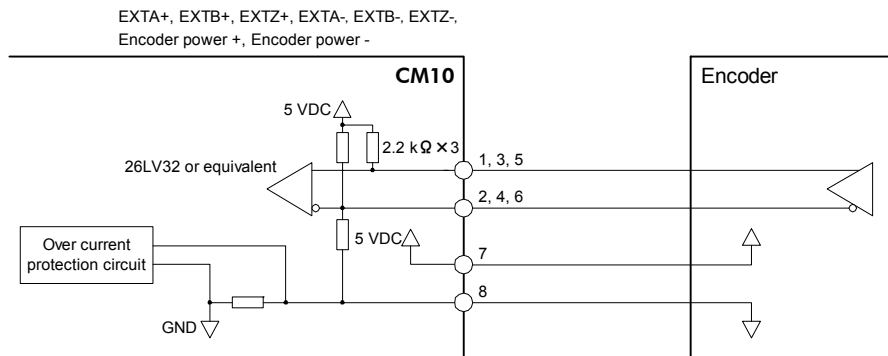 EXTA+, EXTB+, EXTZ+, EXTA-, EXTB-, EXTZ-,
Encoder power +, Encoder power -
CM10
Encoder
5 VDC
2.2 kΩ×3
26LV32 or equivalent
1, 3, 5
2, 4, 6
Over current
protection circuit
5 VDC
7
8
GND